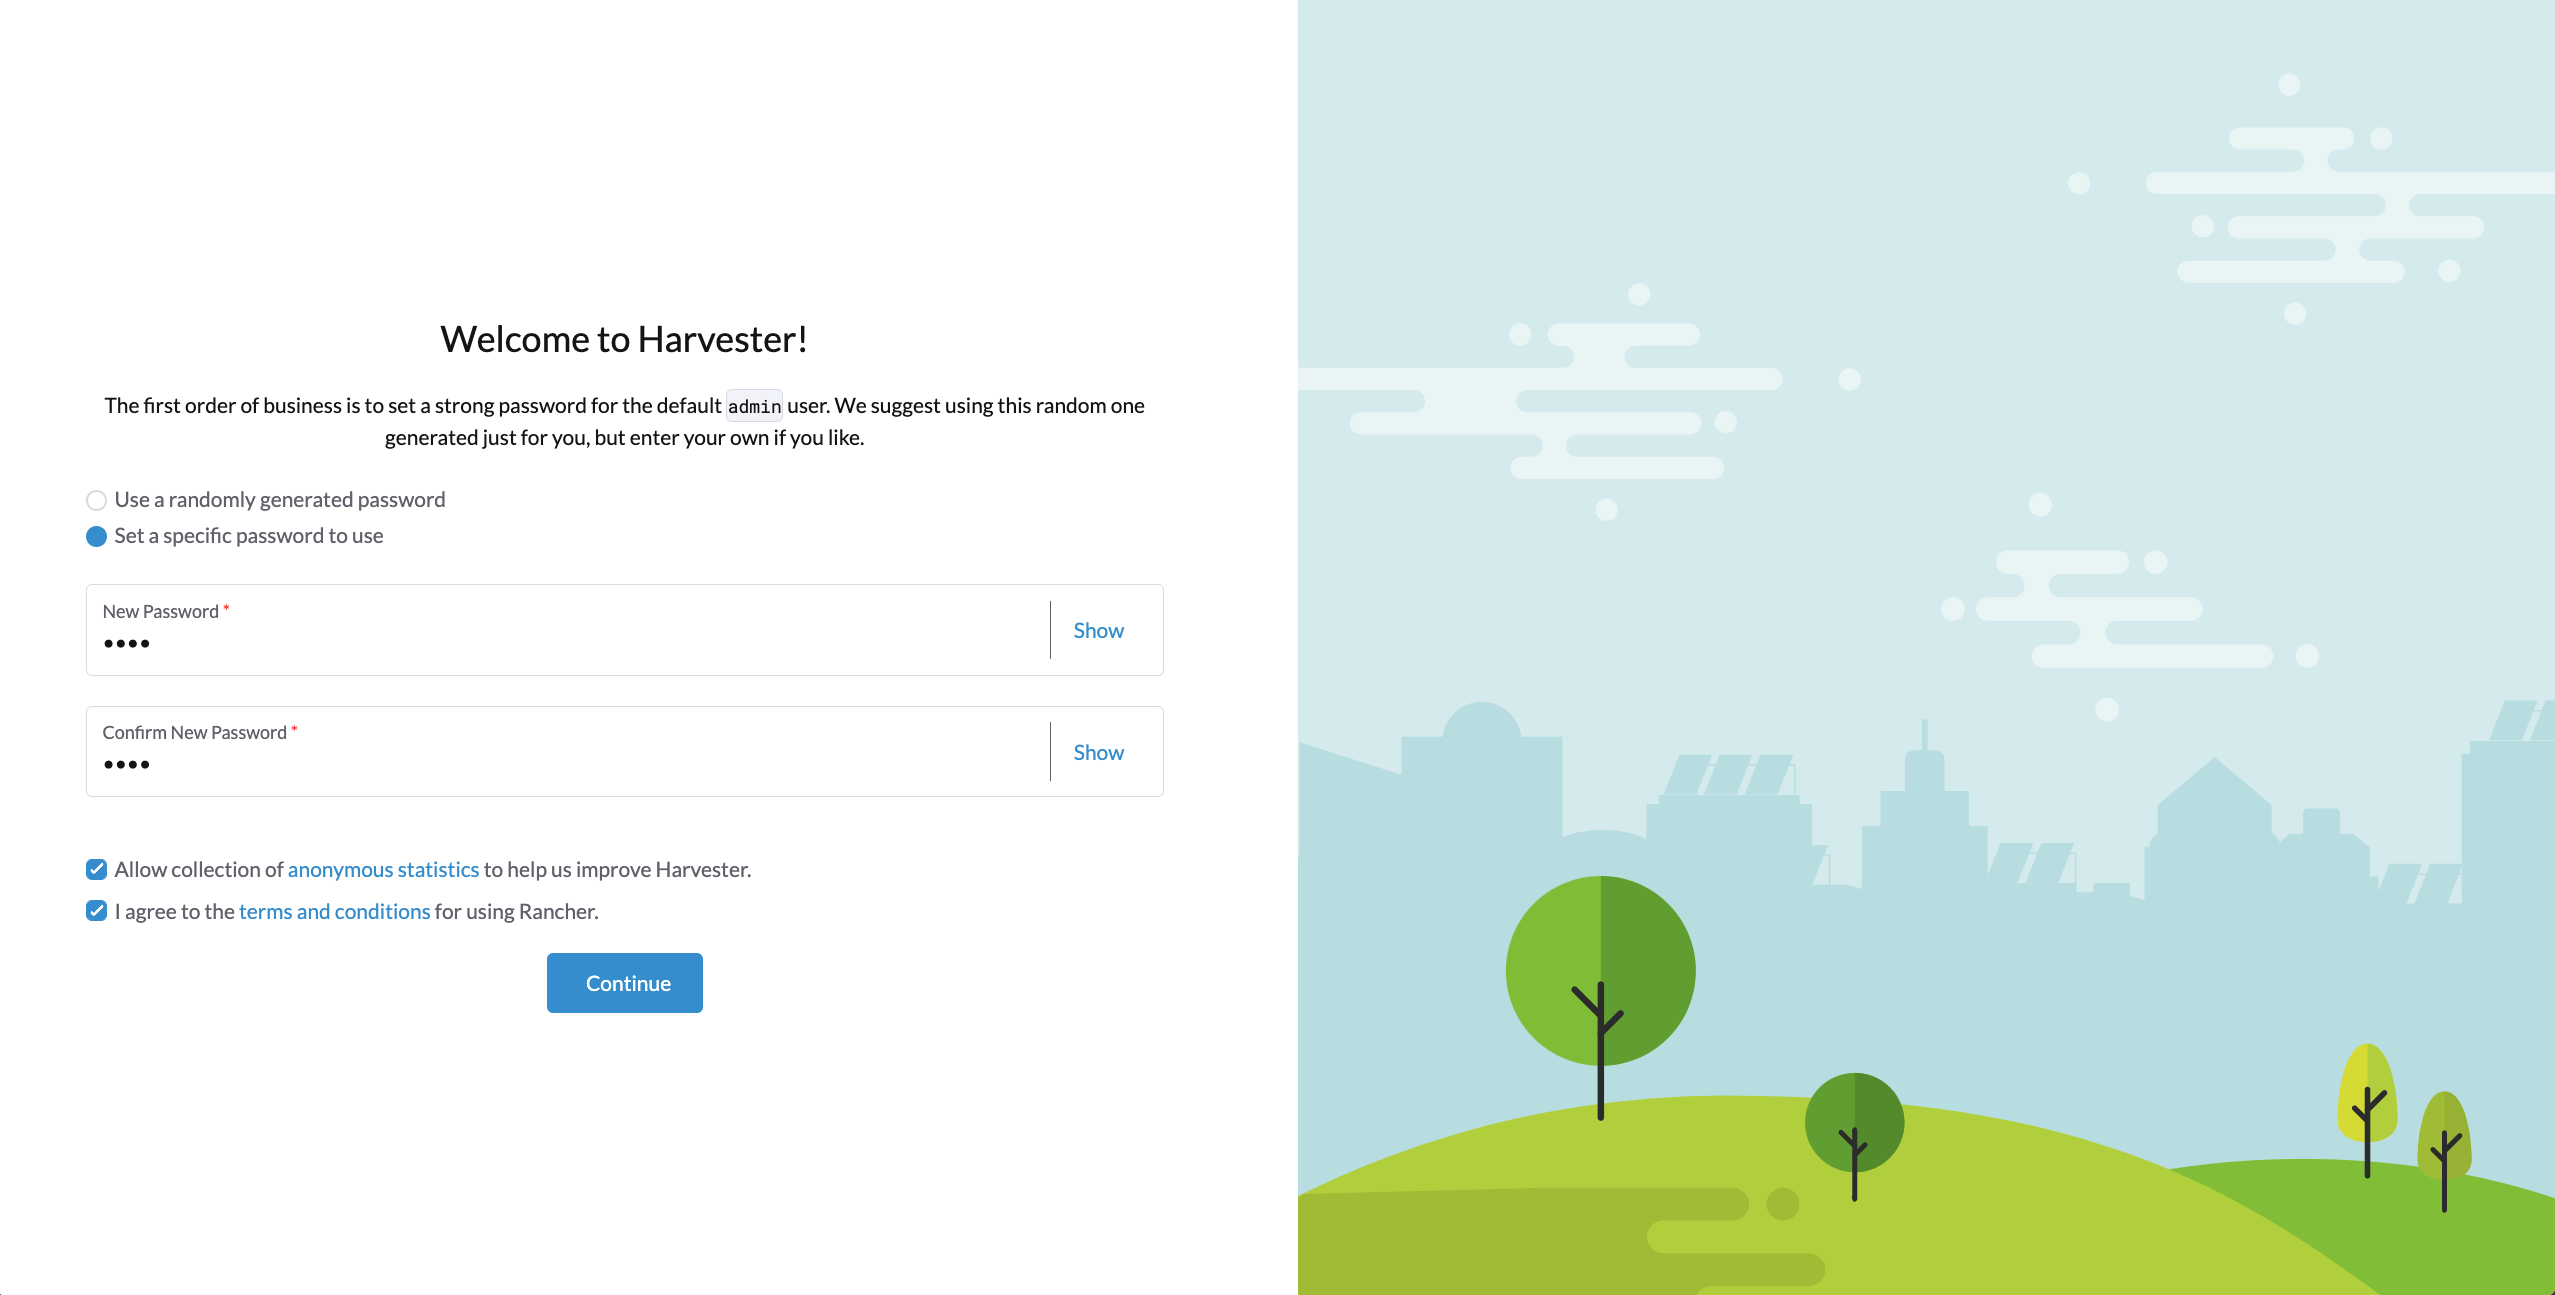 Welcome to Harvester!
The first order of business is to set a strong password for the default admin user. We suggest using this random one
generated just for you, but enter your own if you like.
Use a randomly generated password
Set a specific password to use
New Password *
••••
Show
Confirm New Password *
••••
Show
Allow collection of anonymous statistics to help us improve Harvester.
I agree to the terms and conditions for using Rancher.
Continue